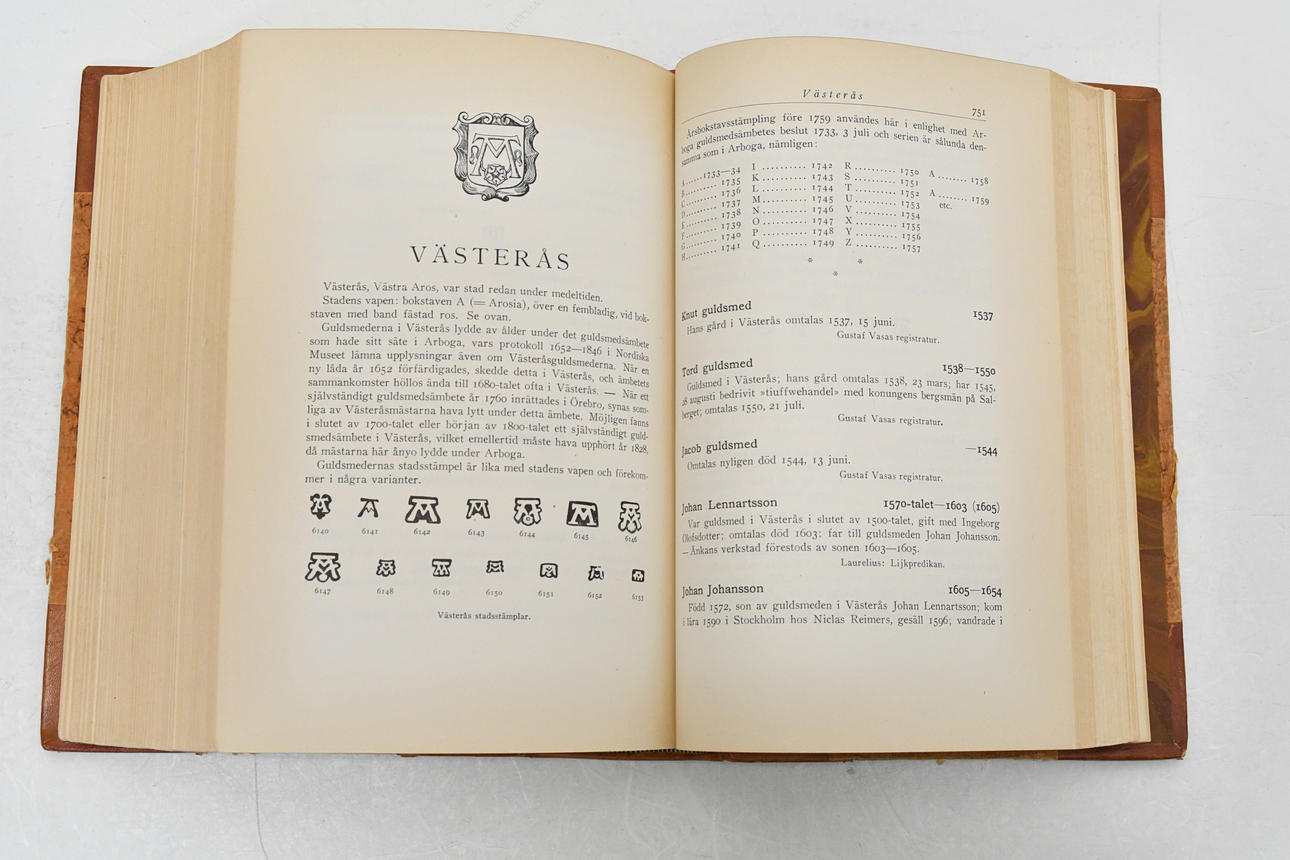 VÄSTERÅS
Västerås, Västra Aros, var stad redan under medeltiden.
Stadens vapen: bokstaven A (= Arosia), över en fembladig, vid bok-
staven med band fästad ros. Se ovan.
Guldsmederna i Västerås lydde av ålder under det guldsmedsämbete
som hade sitt säte i Arboga, vars protokoll 1652—1846 i Nordiska
Museet lämna upplysningar även om Västeråsguldsmederna. När en
ny låda år 1652 förfärdigades, skedde detta i Västerås, och ämbetets
sammankomster höllos ända till 1680-talet ofta i Västerås. — När ett
självständigt guldsmedsämbete år 1760 inrättades i Örebro, synas som-
liga av Västeråsmästarna hava lytt under detta ämbete. Möjligen fanns
i slutet av 1700-talet eller början av 1800-talet ett självständigt guld-
smedsämbete i Västerås, vilket emellertid måste hava upphört år 1828,
då mästarna här ånyo lydde under Arboga.
Guldsmedernas stadsstämpel är lika med stadens vapen och förekom-
mer i några varianter.
6140 6141 6142 6143 6144 6145 6146
6147 6148 6149 6150 6151 6152 6153
Västerås stadsstämplar.
Västerås 751
Årsbokstavsstämpling före 1759 användes här i enlighet med Ar-
boga guldsmedsämbetes beslut 1733, 3 juli och serien är sålunda den-
samma som i Arboga, nämligen:
A......1733—34 I .......... 1742 R .......... 1750 A ........ 1758
B.......... 1735 K .......... 1743 S .......... 1751 A ........ 1759
C.......... 1736 L .......... 1744 T .......... 1752 etc.
D.......... 1737 M .......... 1745 U .......... 1753
E.......... 1738 N .......... 1746 V .......... 1754
F.......... 1739 O .......... 1747 X .......... 1755
G.......... 1740 P .......... 1748 Y .......... 1756
H.......... 1741 Q .......... 1749 Z .......... 1757
* *
*
Knut guldsmed 1537
Hans gård i Västerås omtalas 1537, 15 juni.
Gustaf Vasas registratur.
Tord guldsmed 1538—1550
Guldsmed i Västerås; hans gård omtalas 1538, 23 mars; har 1545,
28 augusti bedrivit »tiuffwehandel» med konungens bergsmän på Sal-
berget; omtalas 1550, 21 juli.
Gustaf Vasas registratur.
Jacob guldsmed —1544
Omtalas nyligen död 1544, 13 juni.
Gustaf Vasas registratur.
Johan Lennartsson 1570-talet—1603 (1605)
Var guldsmed i Västerås i slutet av 1500-talet, gift med Ingeborg
Olofsdotter; omtalas död 1603; far till guldsmeden Johan Johansson.
— Änkans verkstad förestods av sonen 1603—1605.
Laurelius: Lijkpredikan.
Johan Johansson 1605—1654
Född 1572, son av guldsmeden i Västerås Johan Lennartsson; kom
i lära 1590 i Stockholm hos Niclas Reimers, gesäll 1596; vandrade i